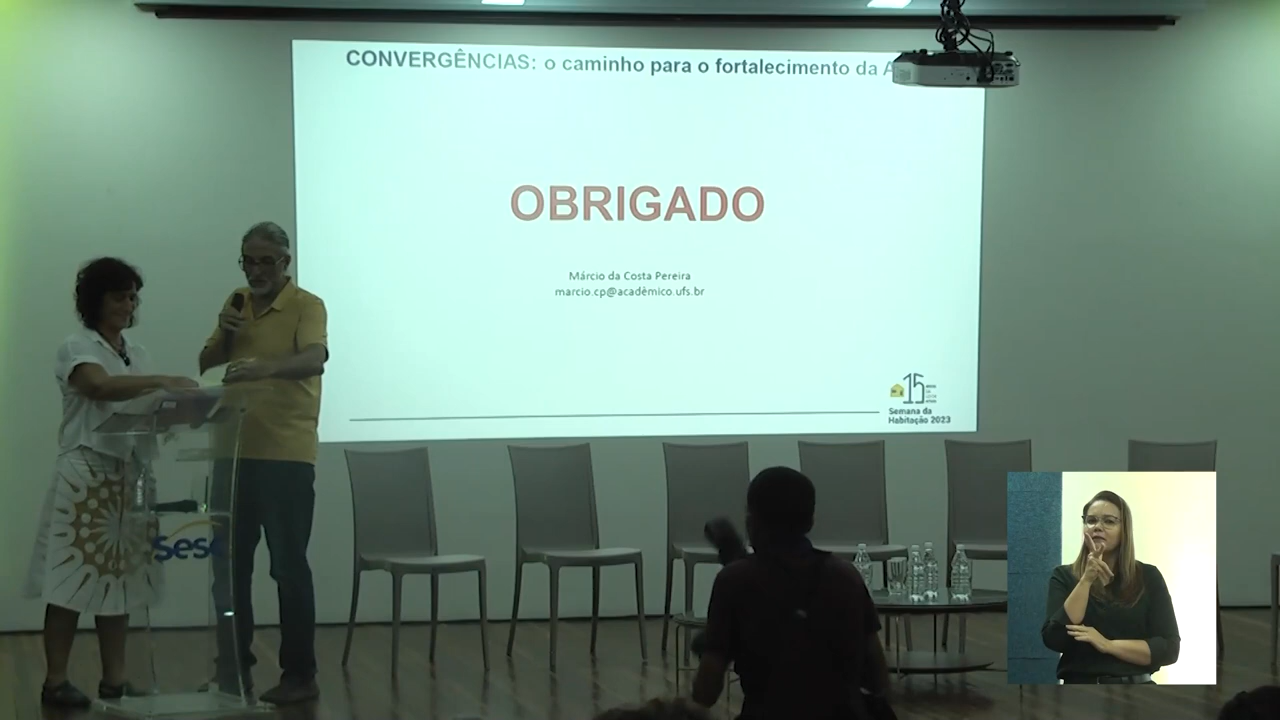 CONVERGÊNCIAS: o caminho para o fortalecimento da A
OBRIGADO
Márcio da Costa Pereira
marcio.cp@acadêmico.ufs.br
15
Semana da
Habitação 2023
sesc